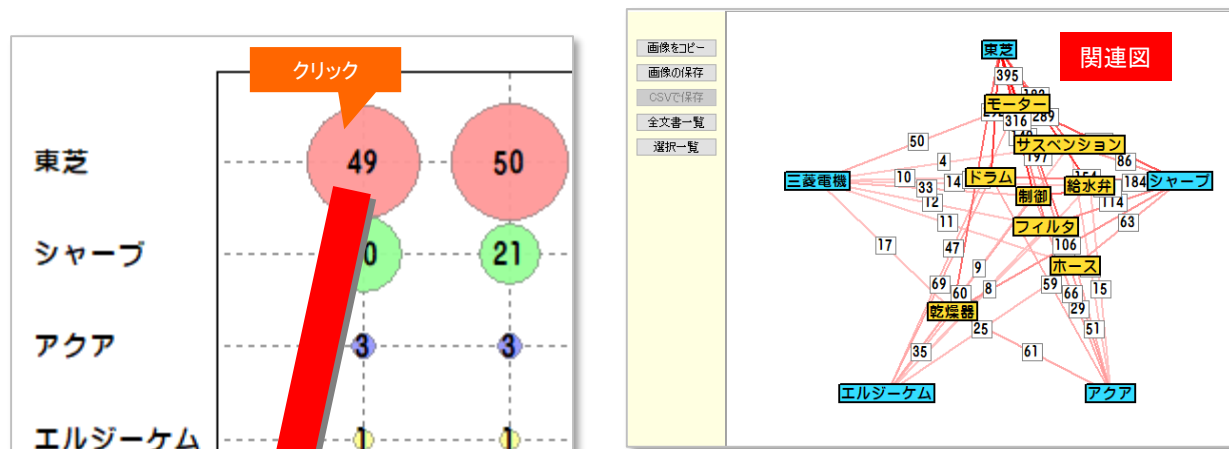 クリック
東芝
49
50
シャープ
0
21
アクア
3
3
エルジーケム
1
1
画像をコピー
画像の保存
CSVで保存
全文書一覧
選択一覧
関連図
東芝
395
モーター
316
289
サスペンション
50
4
197
86
三菱電機
10
14
ドラム
給水弁
184
シャープ
33
制御
12
114
11
フィルタ
63
17
47
106
9
ホース
69
60
8
59
66
15
乾燥器
29
25
51
35
61
エルジーケム
アクア